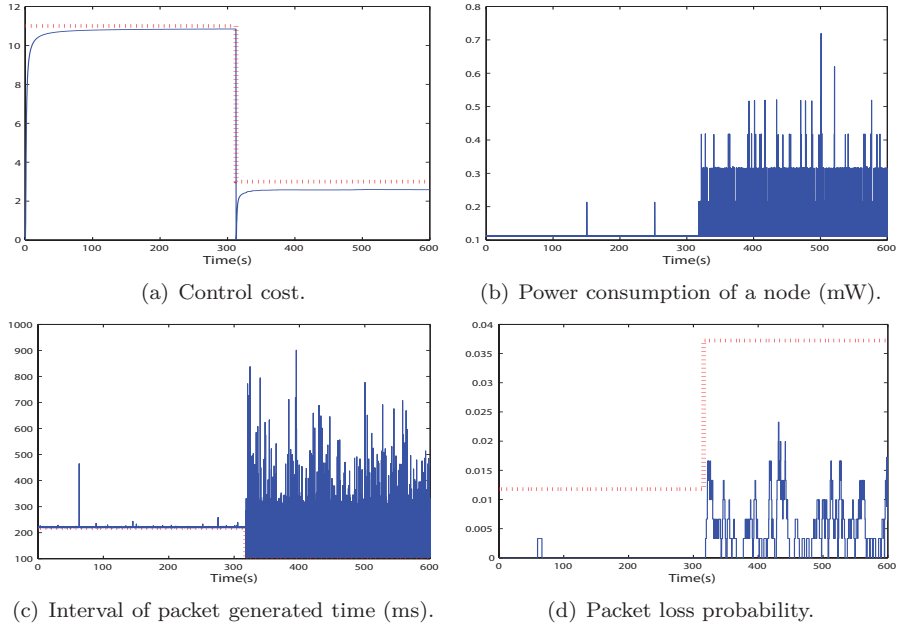 12
10
8
6
4
2
0
0 100 200 300 400 500 600
Time(s)
(a) Control cost.
0.8
0.7
0.6
0.5
0.4
0.3
0.2
0.1
0 100 200 300 400 500 600
Time(s)
(b) Power consumption of a node (mW).
1000
900
800
700
600
500
400
300
200
100
0 100 200 300 400 500 600
Time(s)
(c) Interval of packet generated time (ms).
0.04
0.035
0.03
0.025
0.02
0.015
0.01
0.005
0
0 100 200 300 400 500 600
Time(s)
(d) Packet loss probability.